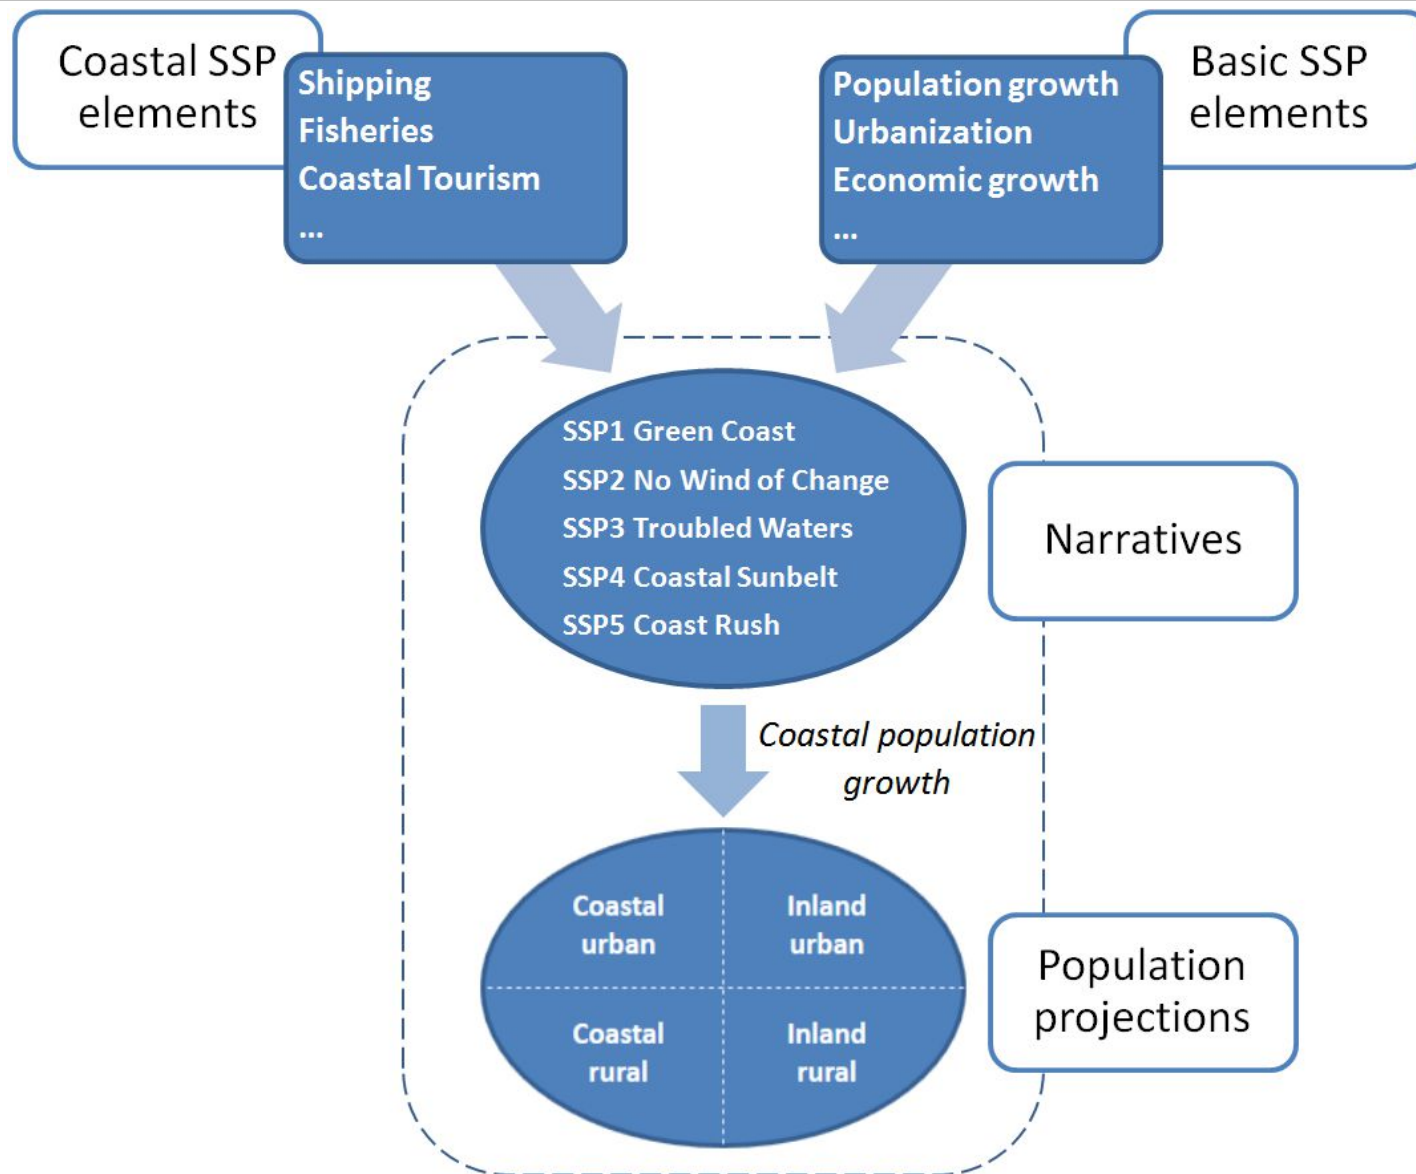 Coastal SSP
elements
Shipping
Fisheries
Coastal Tourism
...
Basic SSP
elements
Population growth
Urbanization
Economic growth
...
SSP1 Green Coast
SSP2 No Wind of Change
SSP3 Troubled Waters
SSP4 Coastal Sunbelt
SSP5 Coast Rush
Narratives
Coastal population
growth
Coastal
urban
Inland
urban
Coastal
rural
Inland
rural
Population
projections